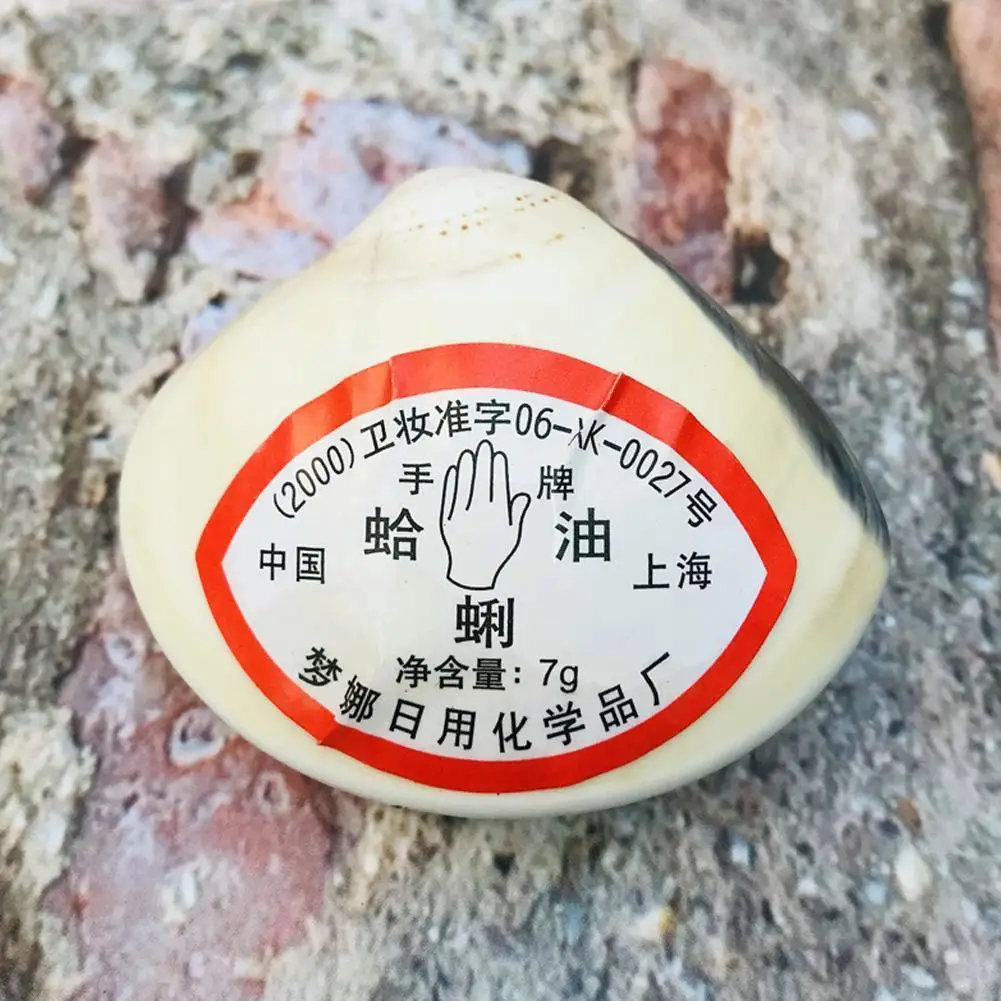 (2000)卫妆准字06-XK-0027号
手牌
蛤蜊油
中国 上海
净含量：7g
梦娜日用化学品厂